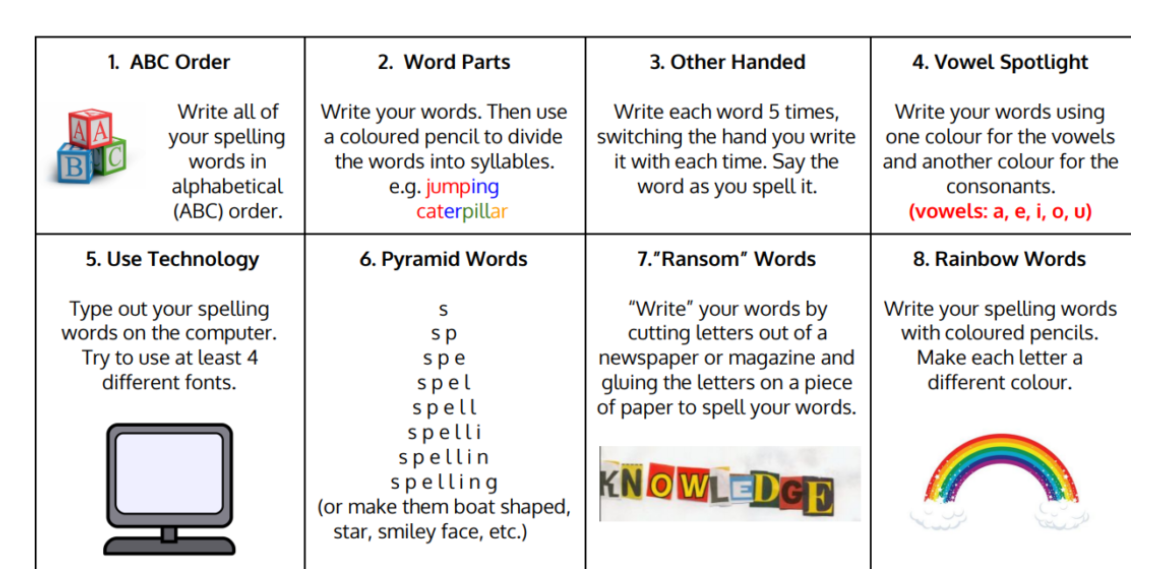 1. ABC Order
A A B C
Write all of
your spelling
words in
alphabetical
(ABC) order.
2. Word Parts
Write your words. Then use
a coloured pencil to divide
the words into syllables.
e.g. jumping
caterpillar
3. Other Handed
Write each word 5 times,
switching the hand you write
it with each time. Say the
word as you spell it.
4. Vowel Spotlight
Write your words using
one colour for the vowels
and another colour for the
consonants.
(vowels: a, e, i, o, u)
5. Use Technology
Type out your spelling
words on the computer.
Try to use at least 4
different fonts.
6. Pyramid Words
s
s p
s p e
s p e l
s p e l l
s p e l l i
s p e l l i n
s p e l l i n g
(or make them boat shaped,
star, smiley face, etc.)
7."Ransom" Words
"Write" your words by
cutting letters out of a
newspaper or magazine and
gluing the letters on a piece
of paper to spell your words.
KNOWLEDGE
8. Rainbow Words
Write your spelling words
with coloured pencils.
Make each letter a
different colour.